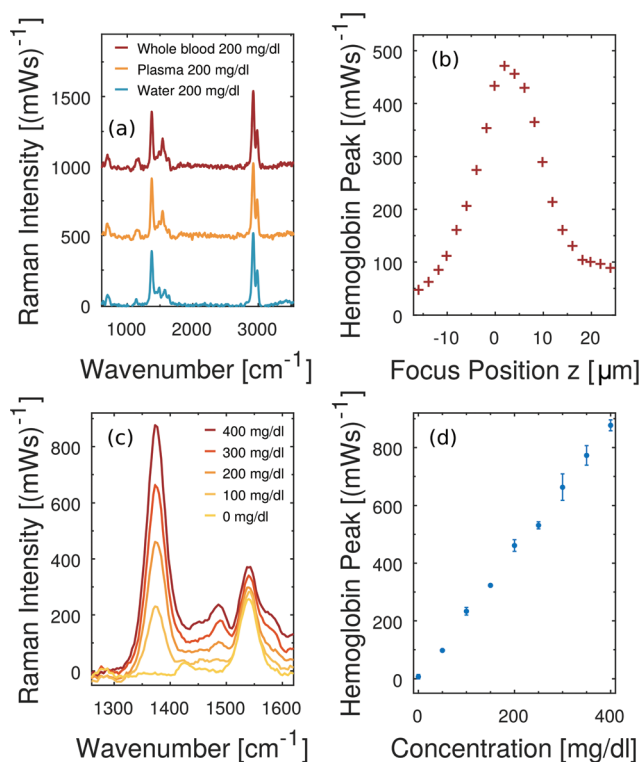 Whole blood 200 mg/dl
Plasma 200 mg/dl
Water 200 mg/dl
(a)
Raman Intensity [(mWs)⁻¹]
1500
1000
500
0
1000 2000 3000
Wavenumber [cm⁻¹]
(b)
Hemoglobin Peak [(mWs)⁻¹]
500
400
300
200
100
0
-10 0 10 20
Focus Position z [µm]
(c)
400 mg/dl
300 mg/dl
200 mg/dl
100 mg/dl
0 mg/dl
Raman Intensity [(mWs)⁻¹]
800
600
400
200
0
1300 1400 1500 1600
Wavenumber [cm⁻¹]
(d)
Hemoglobin Peak [(mWs)⁻¹]
800
600
400
200
0
0 200 400
Concentration [mg/dl]